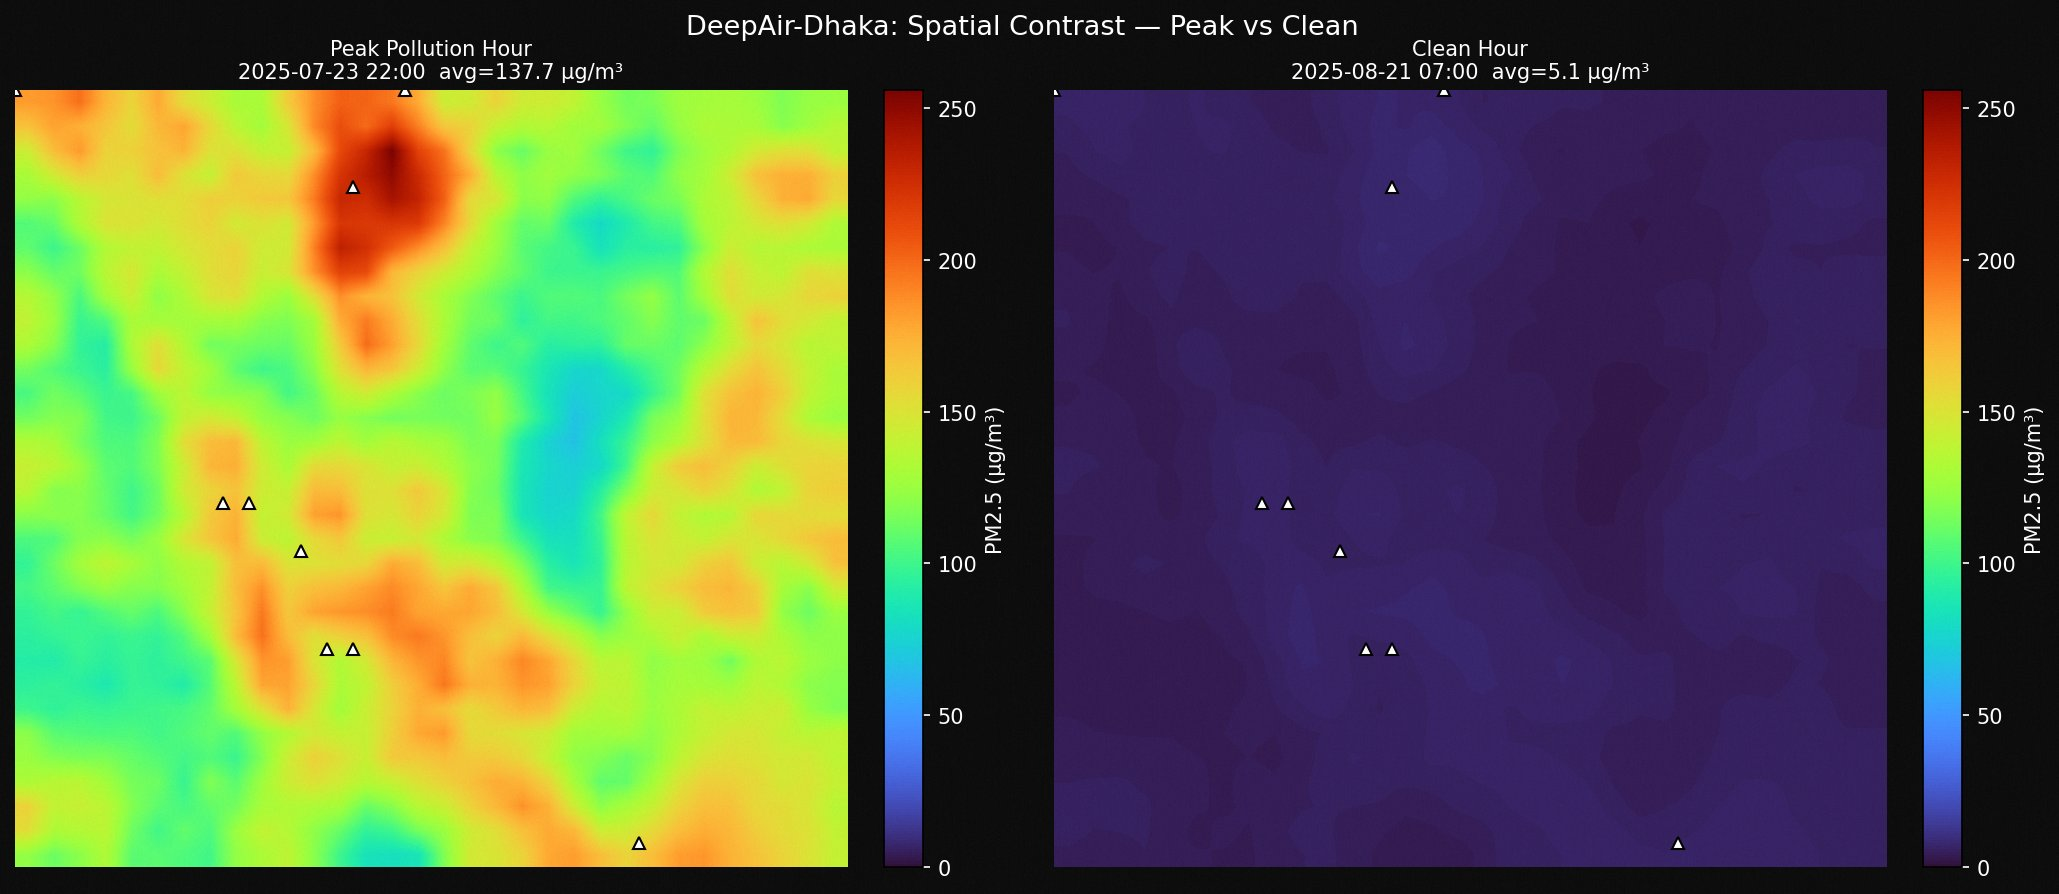 DeepAir-Dhaka: Spatial Contrast — Peak vs Clean
Peak Pollution Hour
2025-07-23 22:00  avg=137.7 µg/m³
250
200
150
100
50
0
PM2.5 (µg/m³)
Clean Hour
2025-08-21 07:00  avg=5.1 µg/m³
250
200
150
100
50
0
PM2.5 (µg/m³)